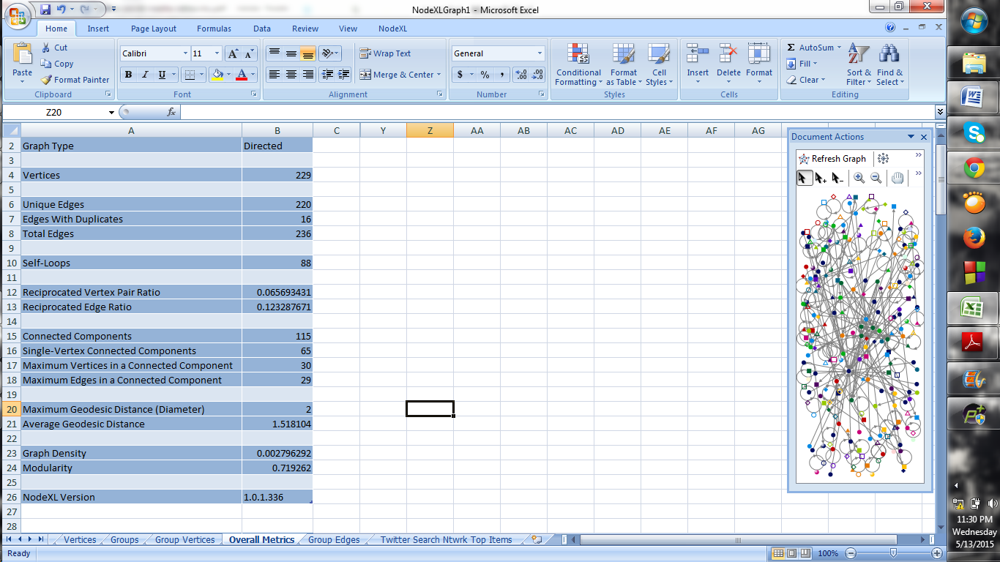 NodeXLGraph1 - Microsoft Excel
Home Insert Page Layout Formulas Data Review View NodeXL
Paste Cut Copy Format Painter
Calibri 11
B I U
Wrap Text
Merge & Center
General
$ % ,
Conditional Formatting
Format as Table
Cell Styles
Insert Delete Format
Σ AutoSum
Fill
Clear
Sort & Filter
Find & Select
Clipboard Font Alignment Number Styles Cells Editing
Z20 fx
A B C Y Z AA AB AC AD AE AF AG
2 Graph Type Directed
3
4 Vertices 229
5
6 Unique Edges 220
7 Edges With Duplicates 16
8 Total Edges 236
9
10 Self-Loops 88
11
12 Reciprocated Vertex Pair Ratio 0.065693431
13 Reciprocated Edge Ratio 0.123287671
14
15 Connected Components 115
16 Single-Vertex Connected Components 65
17 Maximum Vertices in a Connected Component 30
18 Maximum Edges in a Connected Component 29
19
20 Maximum Geodesic Distance (Diameter) 2
21 Average Geodesic Distance 1.518104
22
23 Graph Density 0.002796292
24 Modularity 0.719262
25
26 NodeXL Version 1.0.1.336
27
28
Document Actions
Refresh Graph
Vertices Groups Group Vertices Overall Metrics Group Edges Twitter Search Ntwrk Top Items
Ready 100%
11:30 PM
Wednesday
5/13/2015